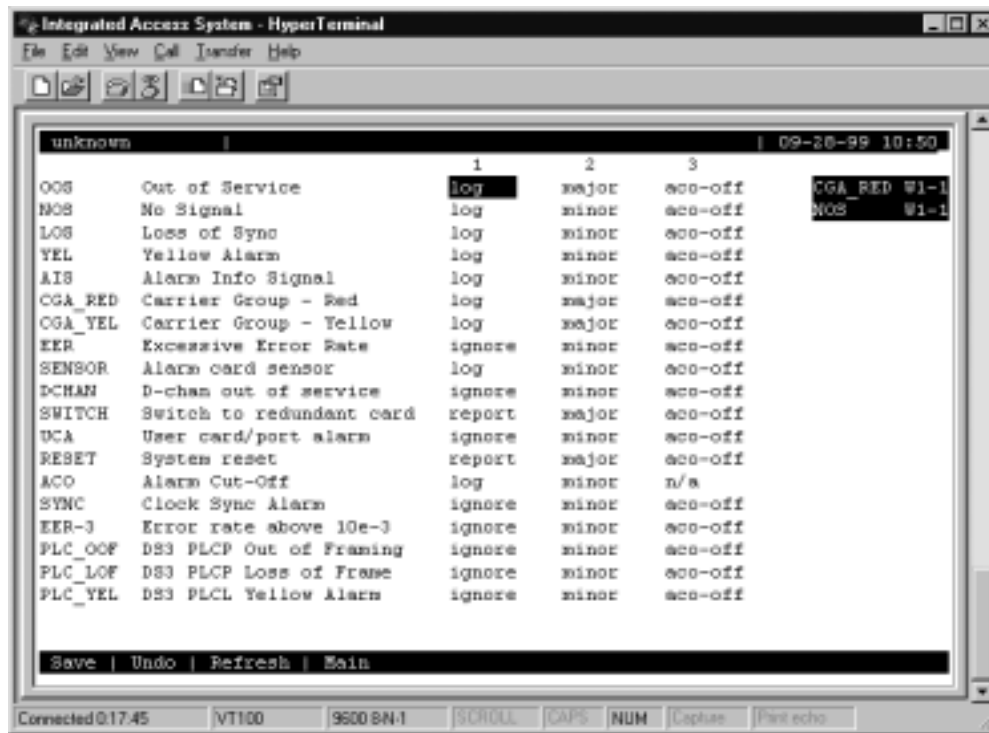 Integrated Access System - HyperTerminal
File Edit View Call Transfer Help
unknown | | 09-28-99 10:50
1 2 3
OOS Out of Service log major aco-off CGA_RED W1-1
NOS No Signal log minor aco-off NOS W1-1
LOS Loss of Sync log minor aco-off
YEL Yellow Alarm log minor aco-off
AIS Alarm Info Signal log minor aco-off
CGA_RED Carrier Group - Red log major aco-off
CGA_YEL Carrier Group - Yellow log major aco-off
EER Excessive Error Rate ignore minor aco-off
SENSOR Alarm card sensor log minor aco-off
DCHAN D-chan out of service ignore minor aco-off
SWITCH Switch to redundant card report major aco-off
UCA User card/port alarm ignore minor aco-off
RESET System reset report major aco-off
ACO Alarm Cut-Off log minor n/a
SYNC Clock Sync Alarm ignore minor aco-off
EER-3 Error rate above 10e-3 ignore minor aco-off
PLC_OOF DS3 PLCP Out of Framing ignore minor aco-off
PLC_LOF DS3 PLCP Loss of Frame ignore minor aco-off
PLC_YEL DS3 PLCL Yellow Alarm ignore minor aco-off
Save | Undo | Refresh | Main
Connected 0:17:45 VT100 9600 8-N-1 SCROLL CAPS NUM Capture Print echo